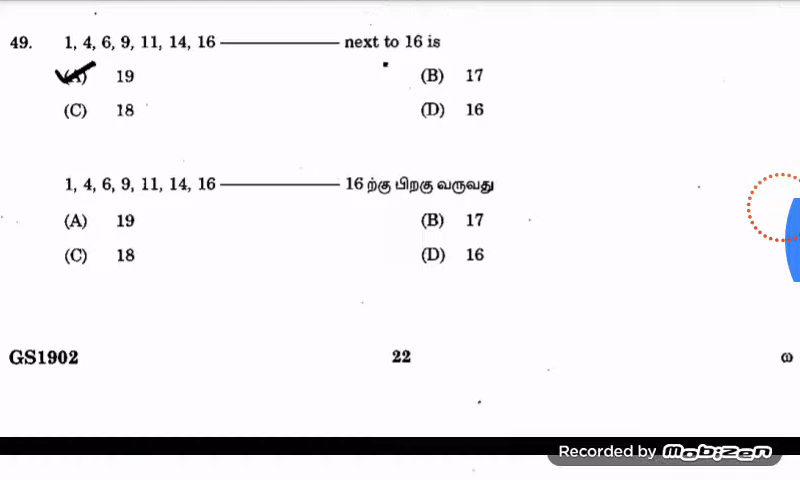 49. 1, 4, 6, 9, 11, 14, 16 ————— next to 16 is
(A) 19 (B) 17
(C) 18 (D) 16
1, 4, 6, 9, 11, 14, 16 ————— 16 ற்கு பிறகு வருவது
(A) 19 (B) 17
(C) 18 (D) 16
GS1902 22 ω
Recorded by mobizen